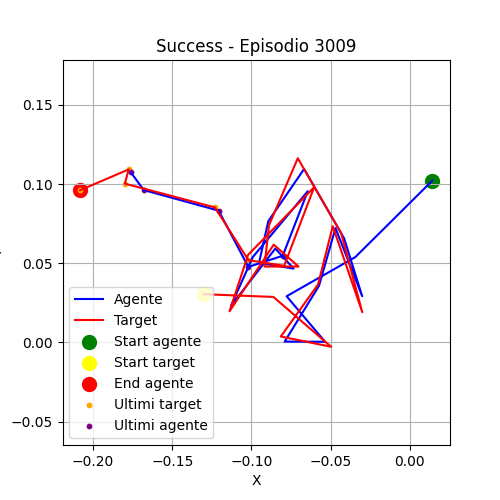 Success - Episodio 3009
0.15
0.10
0.05
0.00
−0.05
Agente
Target
Start agente
Start target
End agente
Ultimi target
Ultimi agente
−0.20
−0.15
−0.10
−0.05
0.00
X